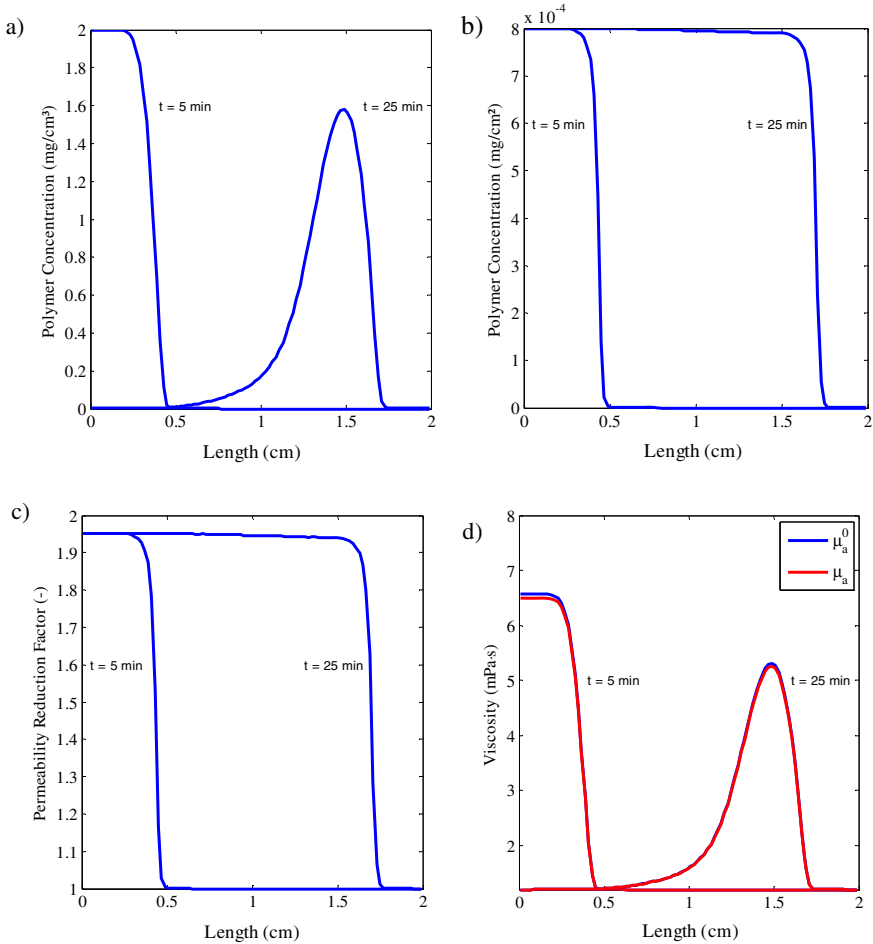 a)
2
1.8
1.6
1.4
1.2
1
0.8
0.6
0.4
0.2
0
0
0.5
1
1.5
2
t = 5 min
t = 25 min
Polymer Concentration (mg/cm³)
Length (cm)
b)
8 x 10⁻⁴
7
6
5
4
3
2
1
0
0
0.5
1
1.5
2
t = 5 min
t = 25 min
Polymer Concentration (mg/cm²)
Length (cm)
c)
2
1.9
1.8
1.7
1.6
1.5
1.4
1.3
1.2
1.1
1
0
0.5
1
1.5
2
t = 5 min
t = 25 min
Permeability Reduction Factor (-)
Length (cm)
d)
8
7
6
5
4
3
2
0
0.5
1
1.5
2
μₐ⁰
μₐ
t = 5 min
t = 25 min
Viscosity (mPa·s)
Length (cm)